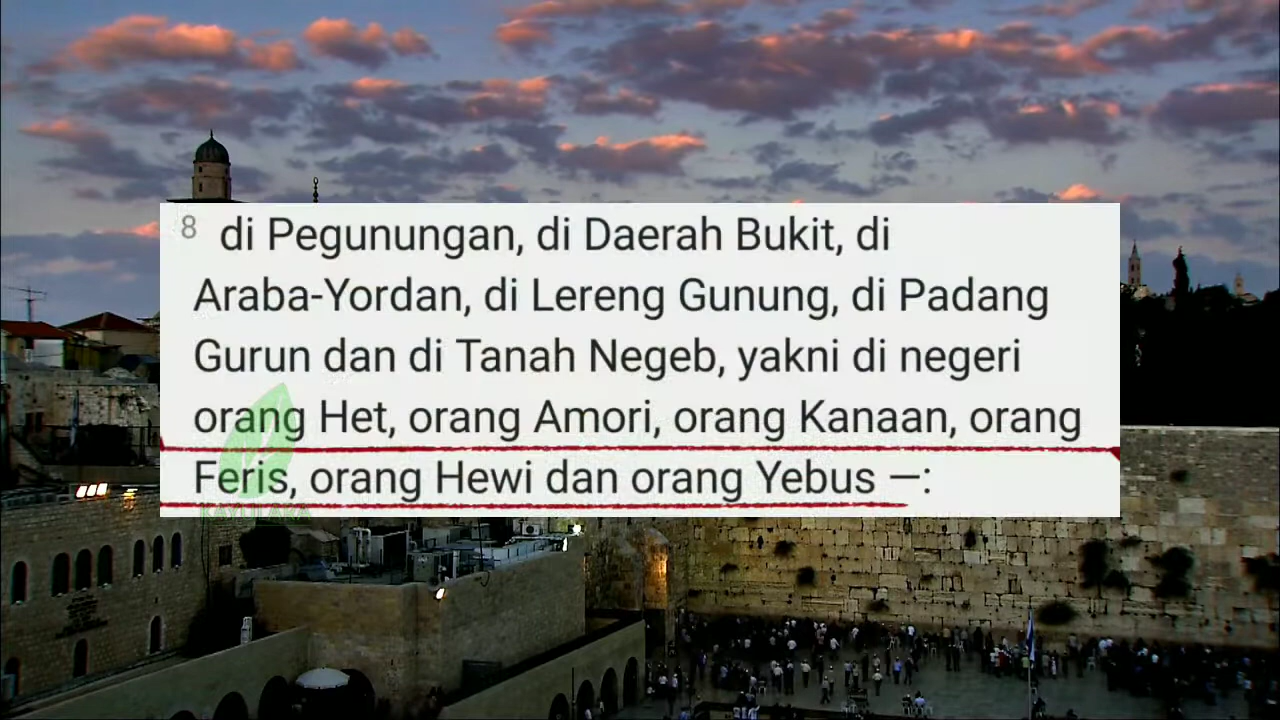 8 di Pegunungan, di Daerah Bukit, di
Araba-Yordan, di Lereng Gunung, di Padang
Gurun dan di Tanah Negeb, yakni di negeri
orang Het, orang Amori, orang Kanaan, orang
Feris, orang Hewi dan orang Yebus —: